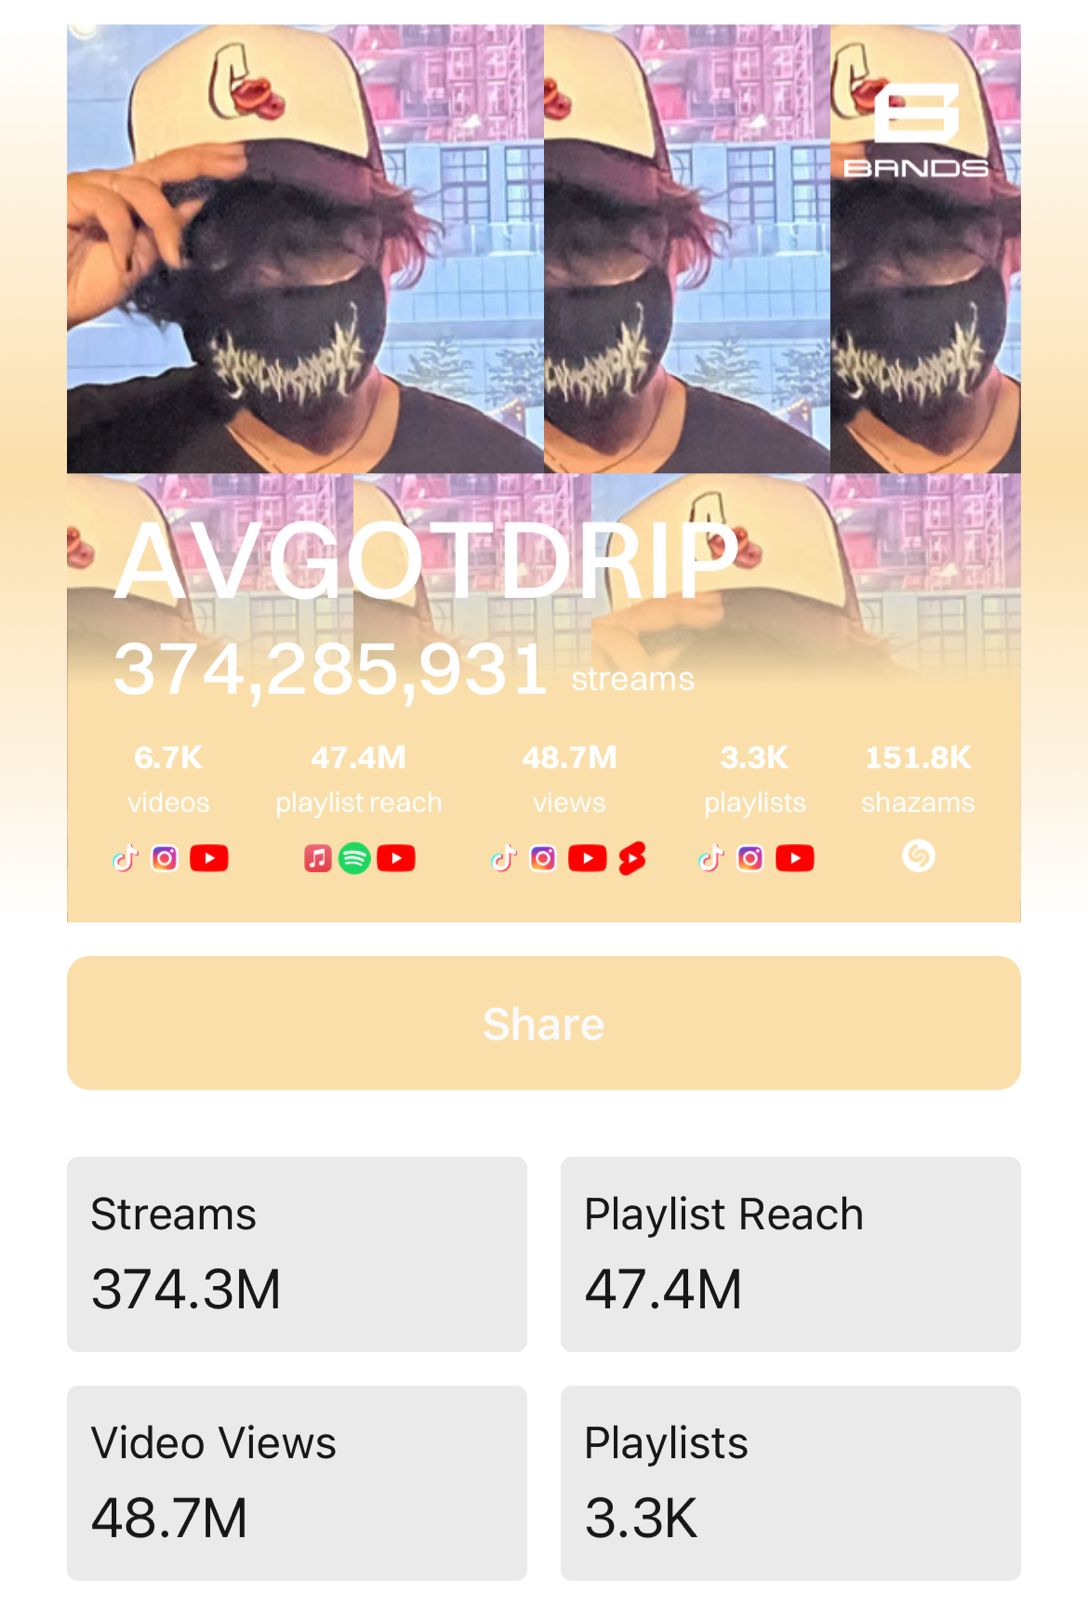 BANDS
AVGOTDRIP
374,285,931 streams
6.7K 47.4M 48.7M 3.3K 151.8K
videos playlist reach views playlists shazams
Share
Streams
374.3M
Playlist Reach
47.4M
Video Views
48.7M
Playlists
3.3K